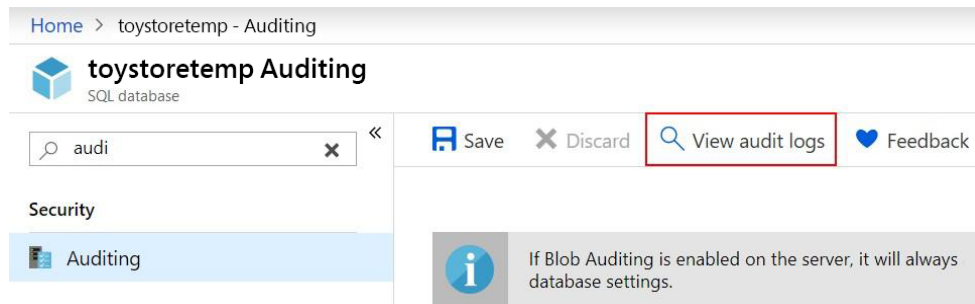 Home > toystoretemp - Auditing
toystoretemp Auditing
SQL database
audi
Save
Discard
View audit logs
Feedback
Security
Auditing
If Blob Auditing is enabled on the server, it will always
database settings.